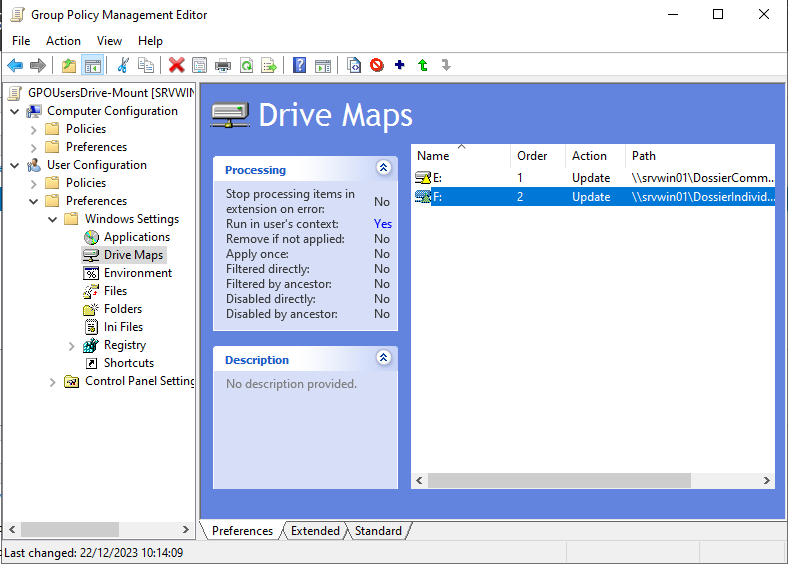 Group Policy Management Editor
File Action View Help
GPOUsersDrive-Mount [SRVWIN
Computer Configuration
Policies
Preferences
User Configuration
Policies
Preferences
Windows Settings
Applications
Drive Maps
Environment
Files
Folders
Ini Files
Registry
Shortcuts
Control Panel Setting
Drive Maps
Processing
Stop processing items in
extension on error: No
Run in user's context: Yes
Remove if not applied: No
Apply once: No
Filtered directly: No
Filtered by ancestor: No
Disabled directly: No
Disabled by ancestor: No
Description
No description provided.
Name Order Action Path
E: 1 Update \\srvwin01\DossierComm...
F: 2 Update \\srvwin01\DossierIndivid...
Preferences Extended Standard
Last changed: 22/12/2023 10:14:09